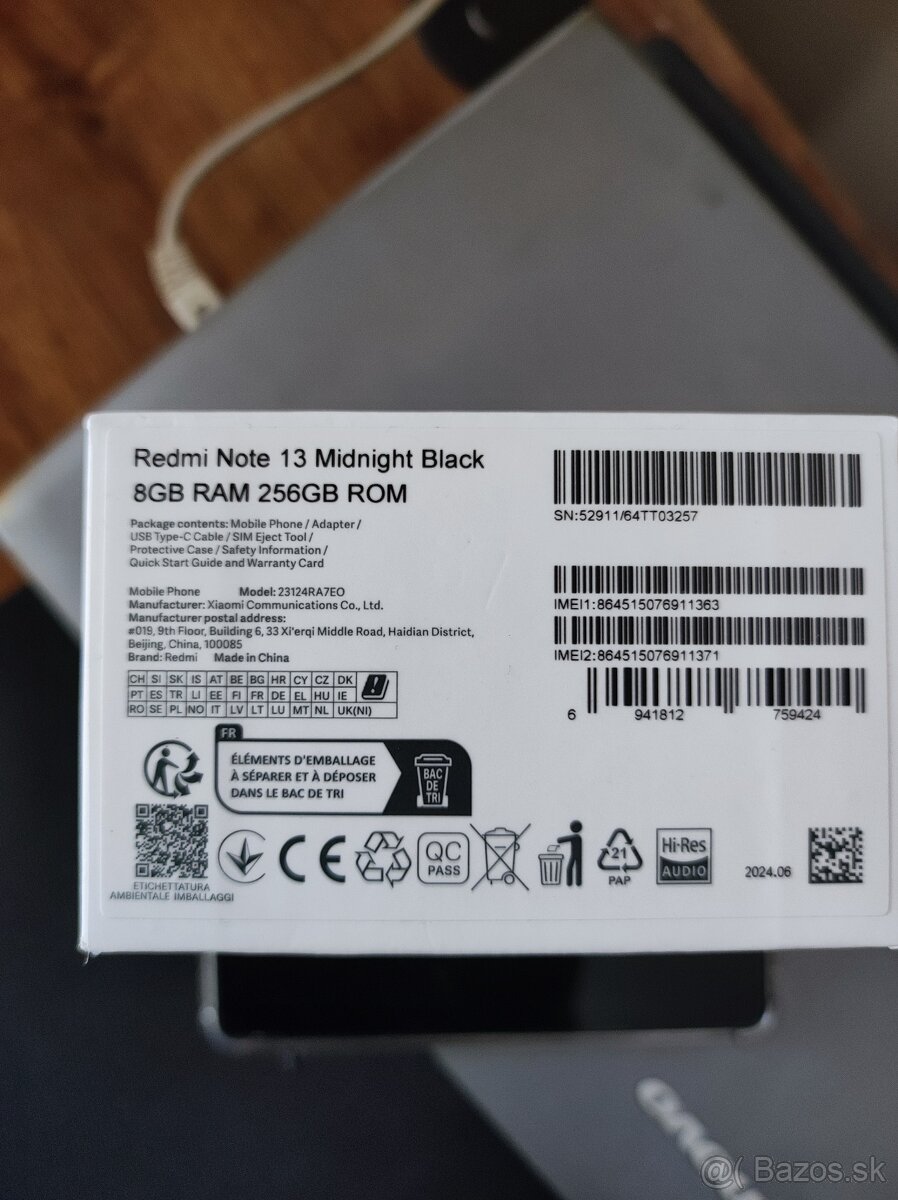 Redmi Note 13 Midnight Black
8GB RAM 256GB ROM
Package contents: Mobile Phone / Adapter /
USB Type-C Cable / SIM Eject Tool /
Protective Case / Safety Information /
Quick Start Guide and Warranty Card
Mobile Phone Model: 23124RA7EO
Manufacturer: Xiaomi Communications Co., Ltd.
Manufacturer postal address:
#019, 9th Floor, Building 6, 33 Xi'erqi Middle Road, Haidian District,
Beijing, China, 100085
Brand: Redmi Made in China
CH SI SK IS AT BE BG HR CY CZ DK
PT ES TR LI EE FI FR DE EL HU IE
RO SE PL NO IT LV LT LU MT NL UK(NI)
SN:52911/64TT03257
IMEI1:864515076911363
IMEI2:864515076911371
6 941812 759424
FR
ÉLÉMENTS D'EMBALLAGE
À SÉPARER ET À DÉPOSER
DANS LE BAC DE TRI
BAC
DE
TRI
ETICHETTATURA
AMBIENTALE IMBALLAGGI
CE
QC
PASS
21
PAP
Hi-Res
AUDIO
2024.06
@( Bazos.sk